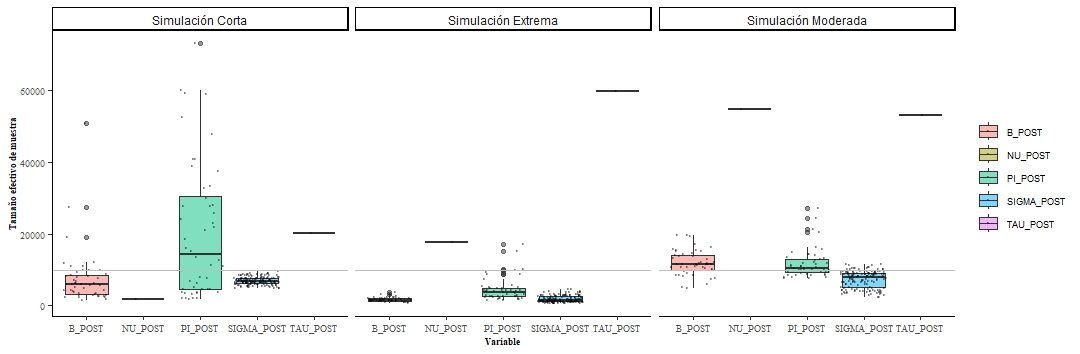 Simulación Corta
Simulación Extrema
Simulación Moderada
Tamaño efectivo de muestra
60000
40000
20000
0
B_POST
NU_POST
PI_POST
SIGMA_POST
TAU_POST
B_POST
NU_POST
PI_POST
SIGMA_POST
TAU_POST
B_POST
NU_POST
PI_POST
SIGMA_POST
TAU_POST
Variable
B_POST
NU_POST
PI_POST
SIGMA_POST
TAU_POST